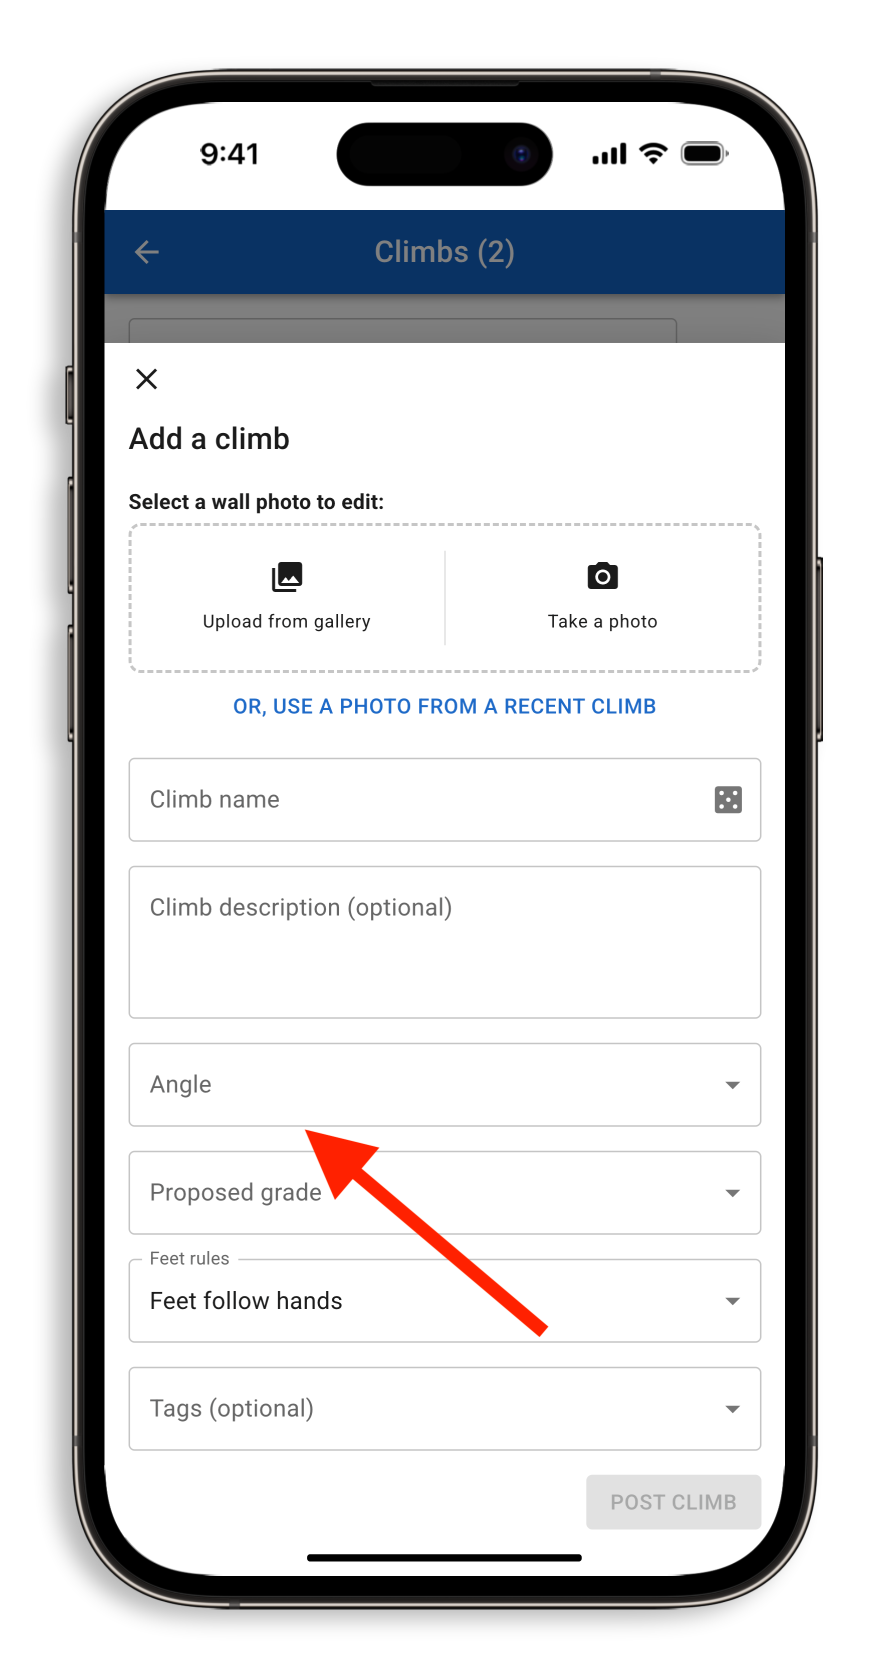 9:41
Climbs (2)
Add a climb
Select a wall photo to edit:
Upload from gallery
Take a photo
OR, USE A PHOTO FROM A RECENT CLIMB
Climb name
Climb description (optional)
Angle
Proposed grade
Feet rules
Feet follow hands
Tags (optional)
POST CLIMB